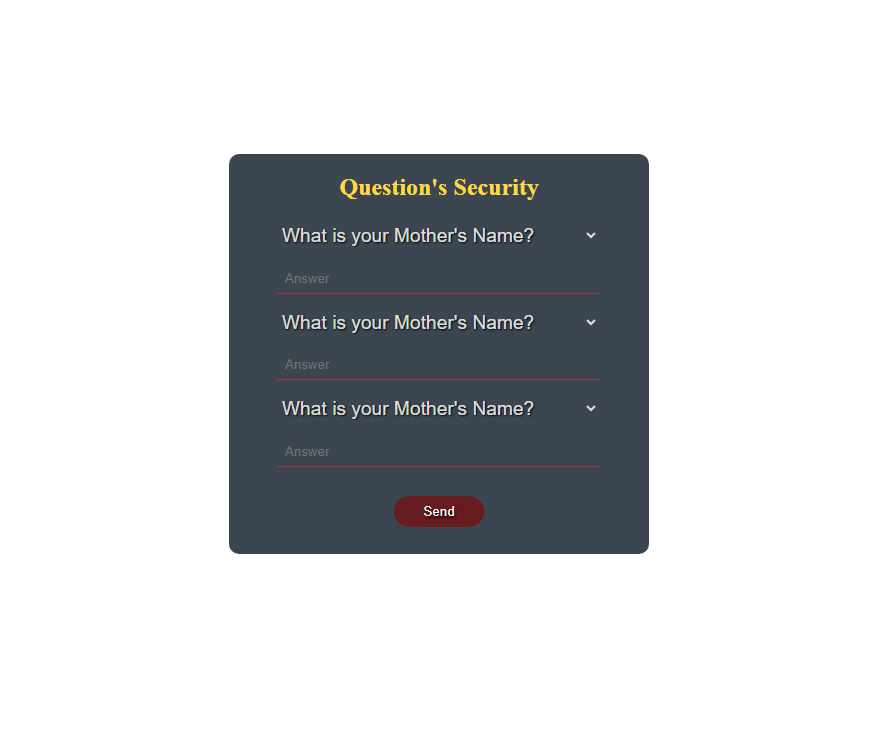 Question's Security
What is your Mother's Name?
Answer
What is your Mother's Name?
Answer
What is your Mother's Name?
Answer
Send